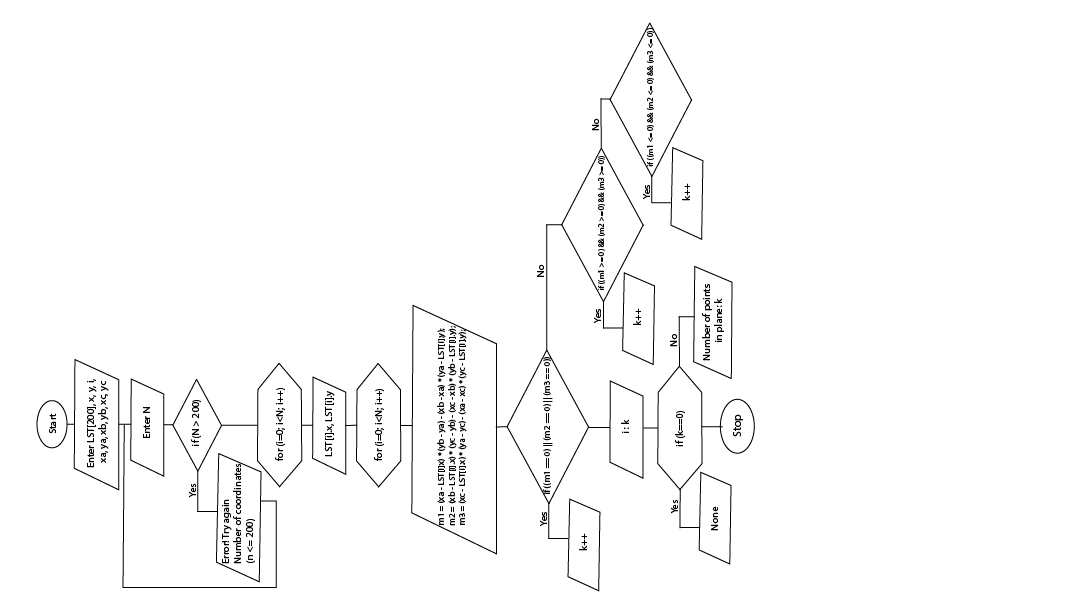 Start
Enter LST[200], x, y, i,
xa, ya, xb, yb, xc, yc
Enter N
if (N > 200)
Yes
Error! Try again
Number of coordinates
(n <= 200)
for (i=0; i<N; i++)
LST[i].x, LST[i].y
for (i=0; i<N; i++)
m1 = (xa - LST[i].x) * (yb - ya) - (xb - xa) * (ya - LST[i].y);
m2 = (xb - LST[i].x) * (yc - yb) - (xc - xb) * (yb - LST[i].y);
m3 = (xc - LST[i].x) * (ya - yc) - (xa - xc) * (yc - LST[i].y);
if ((m1 == 0) || (m2 == 0) || (m3 == 0))
Yes
k++
No
if ((m1 >= 0) && (m2 >= 0) && (m3 >= 0))
Yes
k++
No
if ((m1 <= 0) && (m2 <= 0) && (m3 <= 0))
Yes
k++
i : k
if (k==0)
Yes
None
No
Number of points
in plane: k
Stop